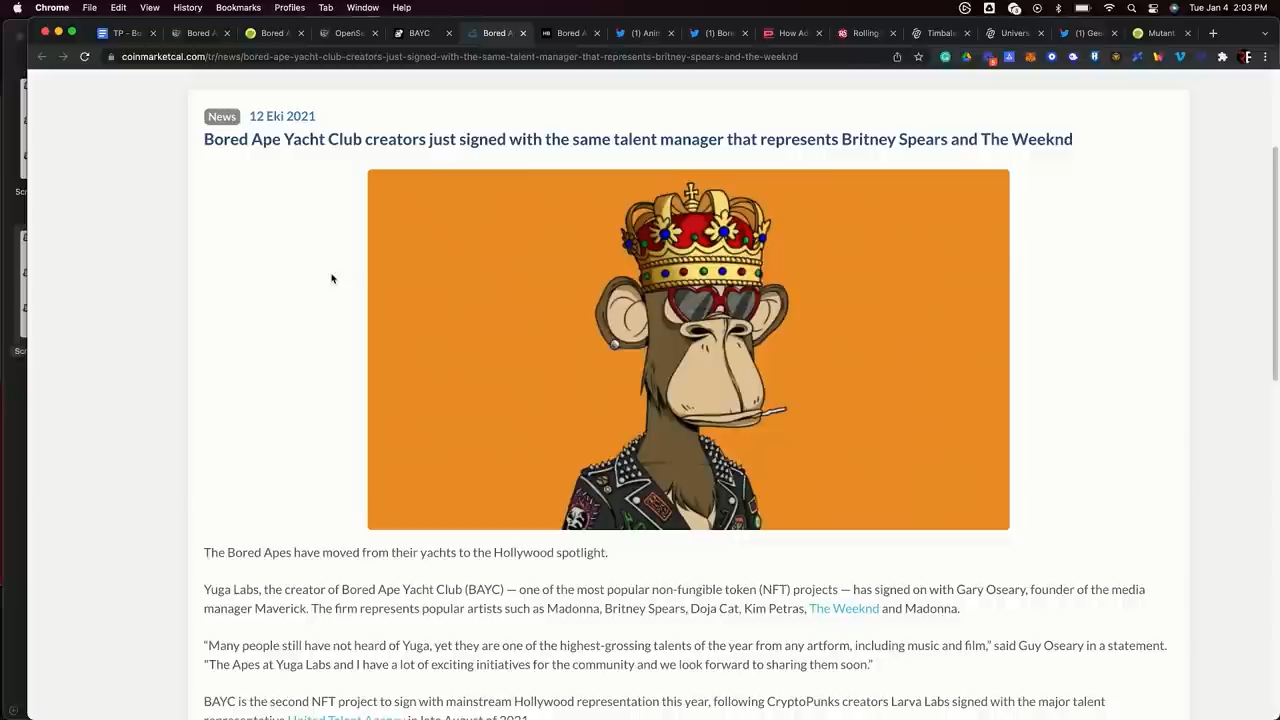 Chrome File Edit View History Bookmarks Profiles Tab Window Help Tue Jan 4 2:03 PM
TP - Bo Bored A Bored A OpenSe BAYC Bored A Bored A (1) Ani (1) Bor How Ad Rolling Timbale Univers (1) Gee Mutant
coinmarketcal.com/tr/news/bored-ape-yacht-club-creators-just-signed-with-the-same-talent-manager-that-represents-britney-spears-and-the-weeknd
Scr
Scr
News 12 Eki 2021
Bored Ape Yacht Club creators just signed with the same talent manager that represents Britney Spears and The Weeknd
The Bored Apes have moved from their yachts to the Hollywood spotlight.
Yuga Labs, the creator of Bored Ape Yacht Club (BAYC) — one of the most popular non-fungible token (NFT) projects — has signed on with Gary Oseary, founder of the media
manager Maverick. The firm represents popular artists such as Madonna, Britney Spears, Doja Cat, Kim Petras, The Weeknd and Madonna.
“Many people still have not heard of Yuga, yet they are one of the highest-grossing talents of the year from any artform, including music and film,” said Guy Oseary in a statement.
“The Apes at Yuga Labs and I have a lot of exciting initiatives for the community and we look forward to sharing them soon.”
BAYC is the second NFT project to sign with mainstream Hollywood representation this year, following CryptoPunks creators Larva Labs signed with the major talent
representative United Talent Agency in late August of 2021.